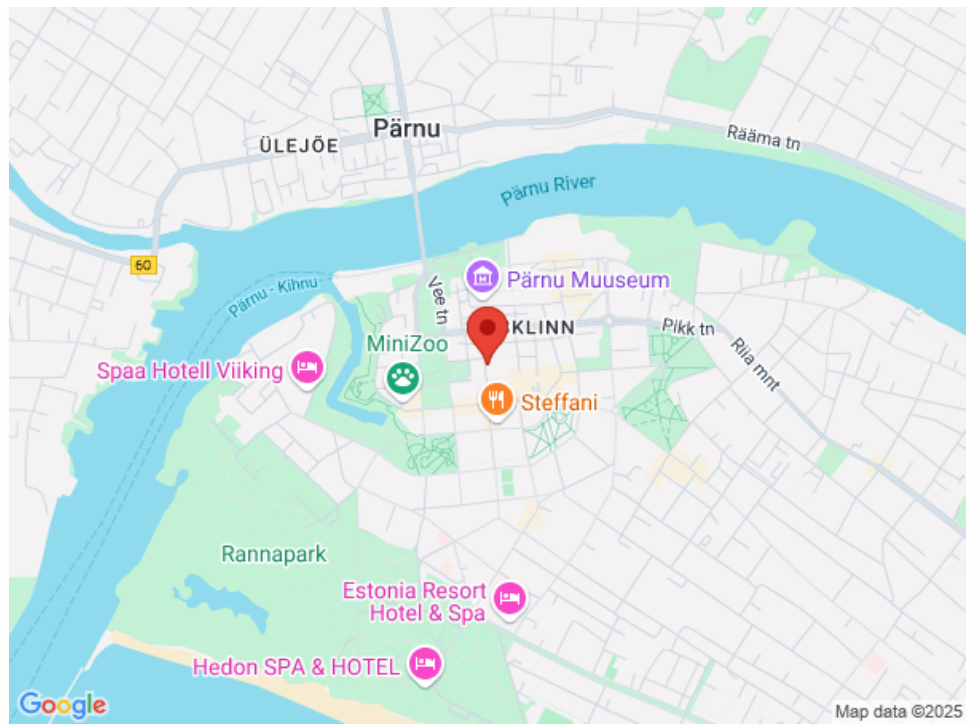 Pärnu
ÜLEJÕE
Rääma tn
Pärnu River
60
Pärnu - Kihnu
Vee tn
Pärnu Muuseum
SKLINN
Pikk tn
Riia mnt
MiniZoo
Spaa Hotell Viiking
Steffani
Rannapark
Estonia Resort
Hotel & Spa
Hedon SPA & HOTEL
Google
Map data ©2025